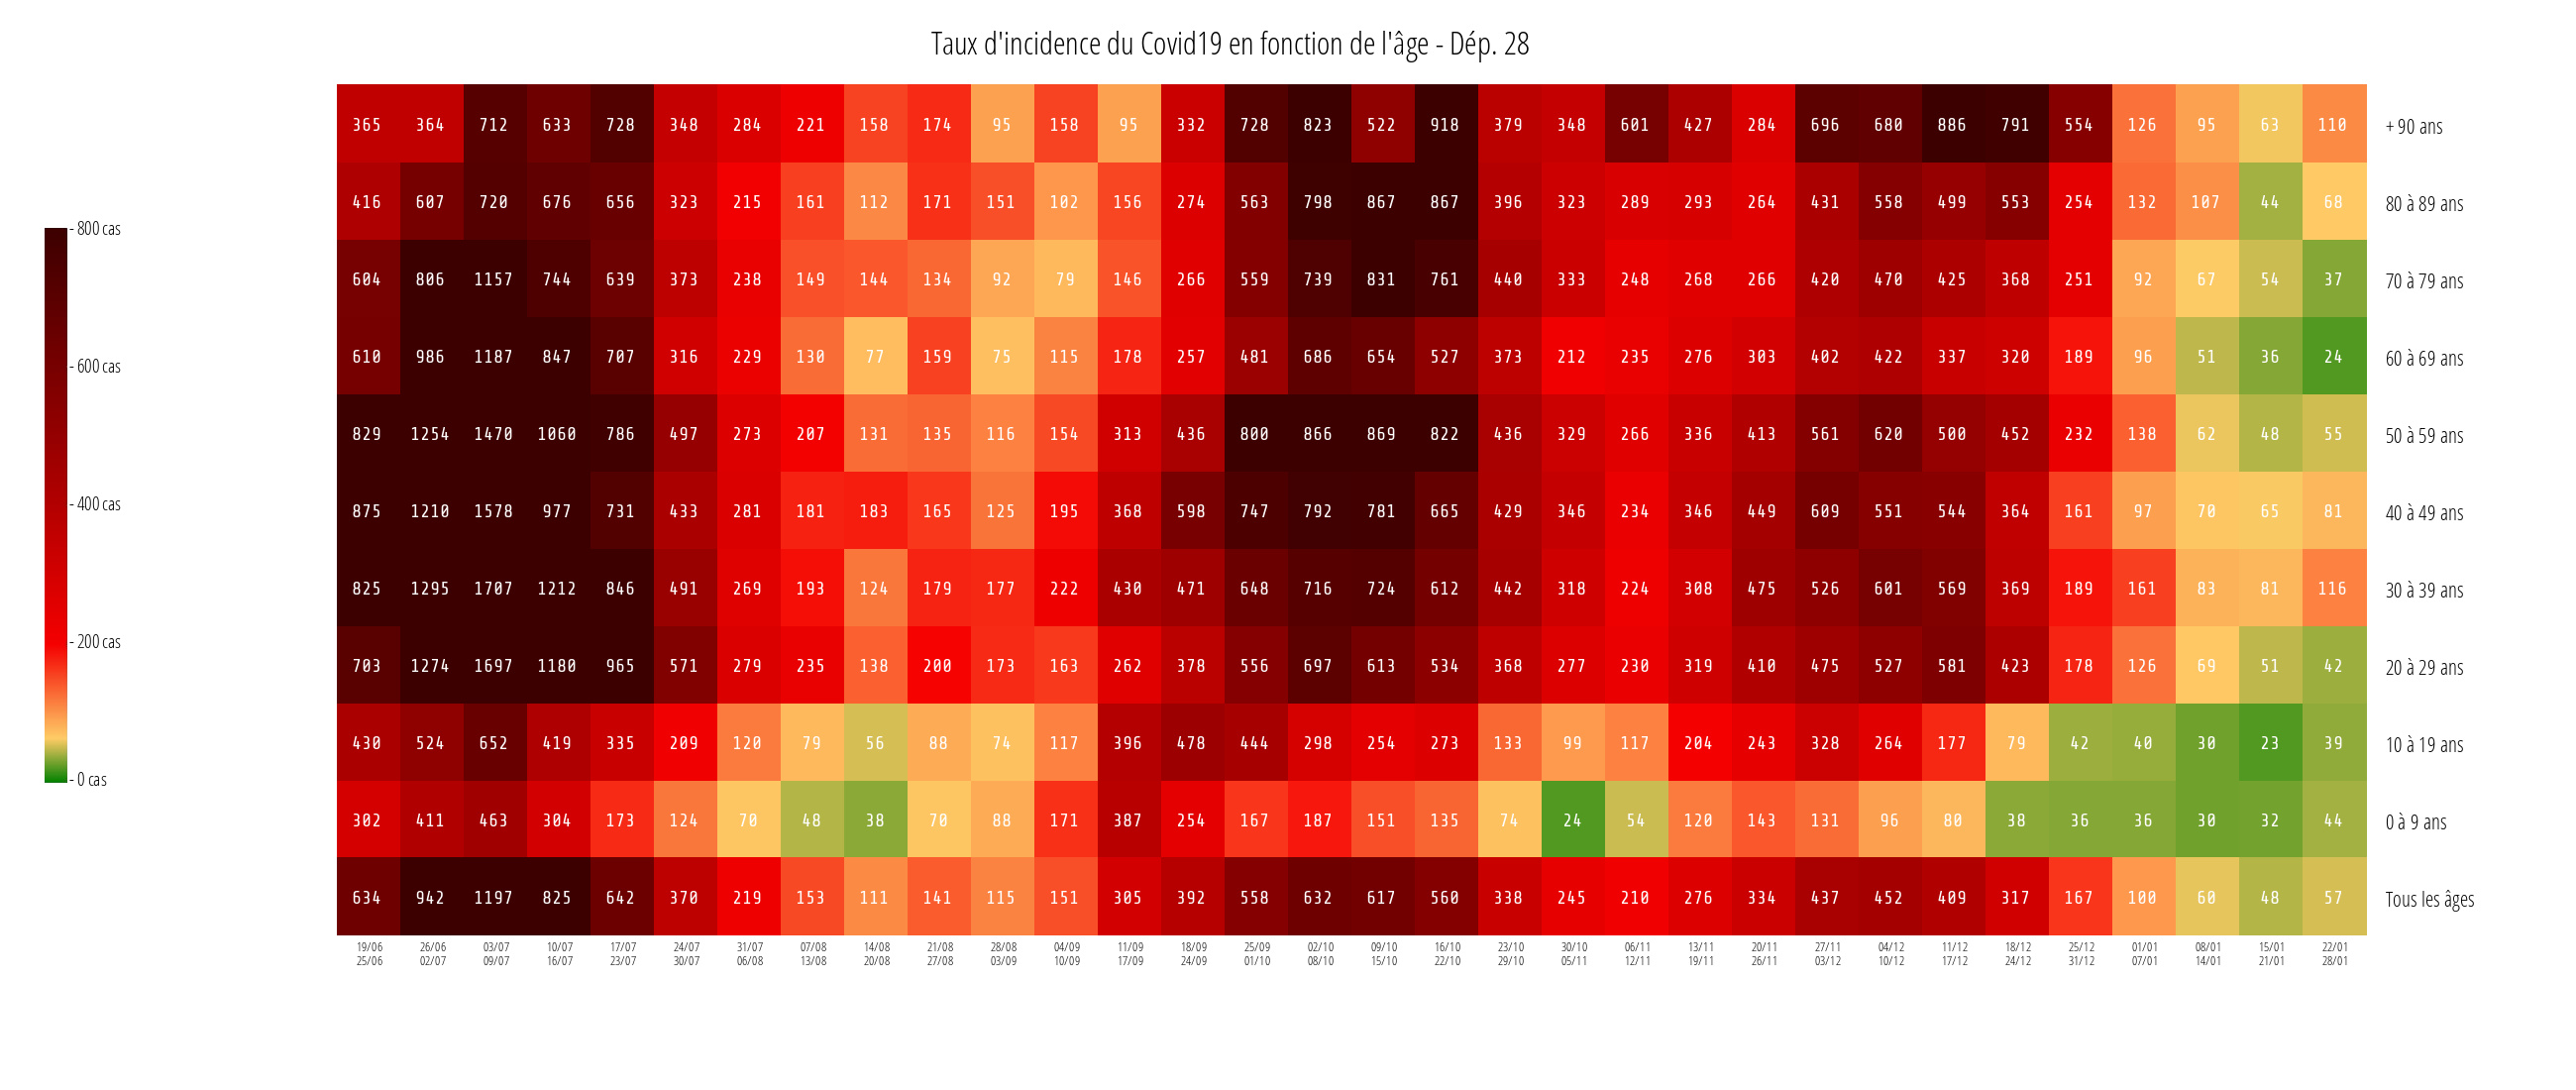 Taux d'incidence du Covid19 en fonction de l'âge - Dép. 28
365 364 712 633 728 348 284 221 158 174 95 158 95 332 728 823 522 918 379 348 601 427 284 696 680 886 791 554 126 95 63 110 + 90 ans
416 607 720 676 656 323 215 161 112 171 151 102 156 274 563 798 867 867 396 323 289 293 264 431 558 499 553 254 132 107 44 68 80 à 89 ans
604 806 1157 744 639 373 238 149 144 134 92 79 146 266 559 739 831 761 440 333 248 268 266 420 470 425 368 251 92 67 54 37 70 à 79 ans
610 986 1187 847 707 316 229 130 77 159 75 115 178 257 481 686 654 527 373 212 235 276 303 402 422 337 320 189 96 51 36 24 60 à 69 ans
829 1254 1470 1060 786 497 273 207 131 135 116 154 313 436 800 866 869 822 436 329 266 336 413 561 620 500 452 232 138 62 48 55 50 à 59 ans
875 1210 1578 977 731 433 281 181 183 165 125 195 368 598 747 792 781 665 429 346 234 346 449 609 551 544 364 161 97 70 65 81 40 à 49 ans
825 1295 1707 1212 846 491 269 193 124 179 177 222 430 471 648 716 724 612 442 318 224 308 475 526 601 569 369 189 161 83 81 116 30 à 39 ans
703 1274 1697 1180 965 571 279 235 138 200 173 163 262 378 556 697 613 534 368 277 230 319 410 475 527 581 423 178 126 69 51 42 20 à 29 ans
430 524 652 419 335 209 120 79 56 88 74 117 396 478 444 298 254 273 133 99 117 204 243 328 264 177 79 42 40 30 23 39 10 à 19 ans
302 411 463 304 173 124 70 48 38 70 88 171 387 254 167 187 151 135 74 24 54 120 143 131 96 80 38 36 36 30 32 44 0 à 9 ans
634 942 1197 825 642 370 219 153 111 141 115 151 305 392 558 632 617 560 338 245 210 276 334 437 452 409 317 167 100 60 48 57 Tous les âges
19/06 26/06 03/07 10/07 17/07 24/07 31/07 07/08 14/08 21/08 28/08 04/09 11/09 18/09 25/09 02/10 09/10 16/10 23/10 30/10 06/11 13/11 20/11 27/11 04/12 11/12 18/12 25/12 01/01 08/01 15/01 22/01
25/06 02/07 09/07 16/07 23/07 30/07 06/08 13/08 20/08 27/08 03/09 10/09 17/09 24/09 01/10 08/10 15/10 22/10 29/10 05/11 12/11 19/11 26/11 03/12 10/12 17/12 24/12 31/12 07/01 14/01 21/01 28/01
- 800 cas
- 600 cas
- 400 cas
- 200 cas
- 0 cas